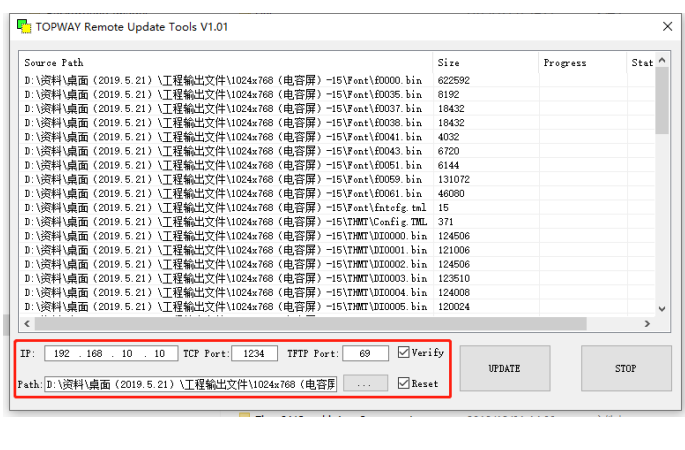 TOPWAY Remote Update Tools V1.01
Source Path Size Progress Stat
D:\资料\桌面 (2019.5.21) \工程输出文件\1024x768 (电容屏) -15\Font\f0000.bin 622592
D:\资料\桌面 (2019.5.21) \工程输出文件\1024x768 (电容屏) -15\Font\f0035.bin 8192
D:\资料\桌面 (2019.5.21) \工程输出文件\1024x768 (电容屏) -15\Font\f0037.bin 18432
D:\资料\桌面 (2019.5.21) \工程输出文件\1024x768 (电容屏) -15\Font\f0038.bin 18432
D:\资料\桌面 (2019.5.21) \工程输出文件\1024x768 (电容屏) -15\Font\f0041.bin 4032
D:\资料\桌面 (2019.5.21) \工程输出文件\1024x768 (电容屏) -15\Font\f0043.bin 6720
D:\资料\桌面 (2019.5.21) \工程输出文件\1024x768 (电容屏) -15\Font\f0051.bin 6144
D:\资料\桌面 (2019.5.21) \工程输出文件\1024x768 (电容屏) -15\Font\f0059.bin 131072
D:\资料\桌面 (2019.5.21) \工程输出文件\1024x768 (电容屏) -15\Font\f0061.bin 46080
D:\资料\桌面 (2019.5.21) \工程输出文件\1024x768 (电容屏) -15\Font\fntcfg.tml 15
D:\资料\桌面 (2019.5.21) \工程输出文件\1024x768 (电容屏) -15\THMT\Config.TML 371
D:\资料\桌面 (2019.5.21) \工程输出文件\1024x768 (电容屏) -15\THMT\DI0000.bin 124506
D:\资料\桌面 (2019.5.21) \工程输出文件\1024x768 (电容屏) -15\THMT\DI0001.bin 121006
D:\资料\桌面 (2019.5.21) \工程输出文件\1024x768 (电容屏) -15\THMT\DI0002.bin 124506
D:\资料\桌面 (2019.5.21) \工程输出文件\1024x768 (电容屏) -15\THMT\DI0003.bin 123510
D:\资料\桌面 (2019.5.21) \工程输出文件\1024x768 (电容屏) -15\THMT\DI0004.bin 124008
D:\资料\桌面 (2019.5.21) \工程输出文件\1024x768 (电容屏) -15\THMT\DI0005.bin 120024
IP: 192 . 168 . 10 . 10 TCP Port: 1234 TFTP Port: 69 Verify
UPDATE STOP
Path: D:\资料\桌面 (2019.5.21) \工程输出文件\1024x768 (电容屏 ... Reset